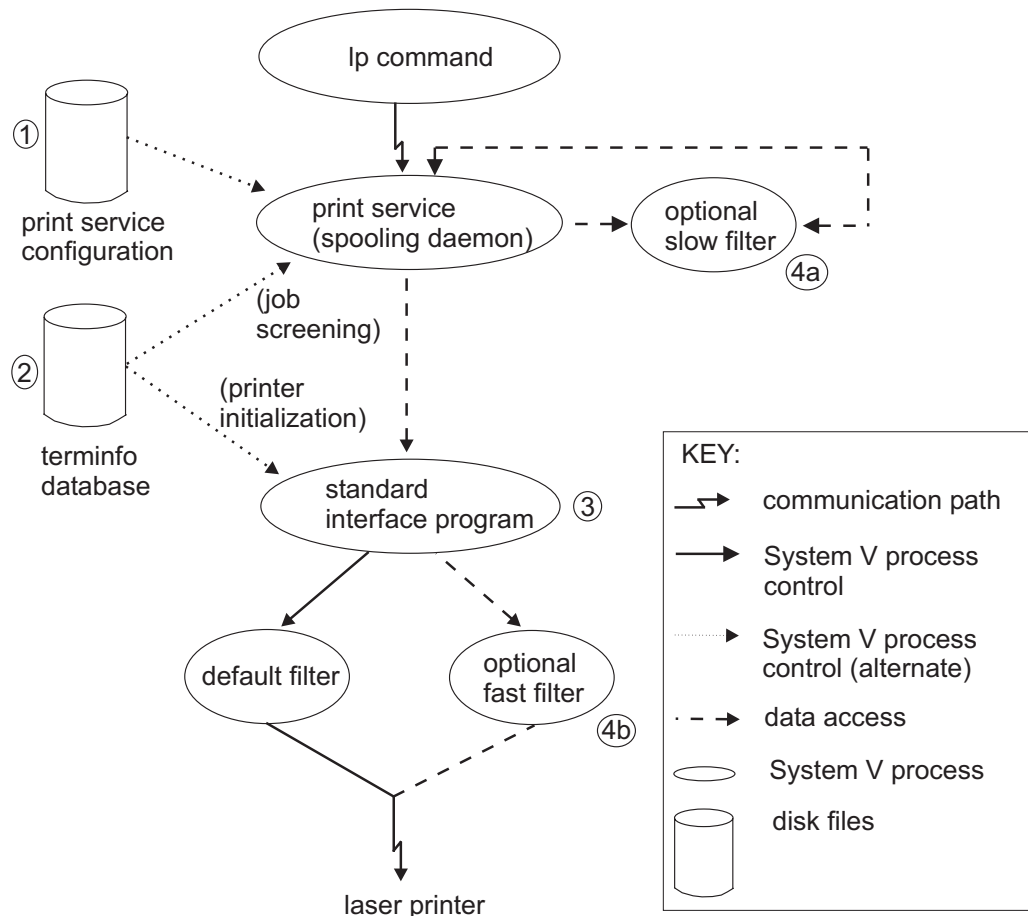 lp command
1
print service
configuration
print service
(spooling daemon)
optional
slow filter
4a
(job
screening)
2
(printer
initialization)
terminfo
database
standard
interface program
3
default filter
optional
fast filter
4b
laser printer
KEY:
communication path
System V process
control
System V process
control (alternate)
data access
System V process
disk files